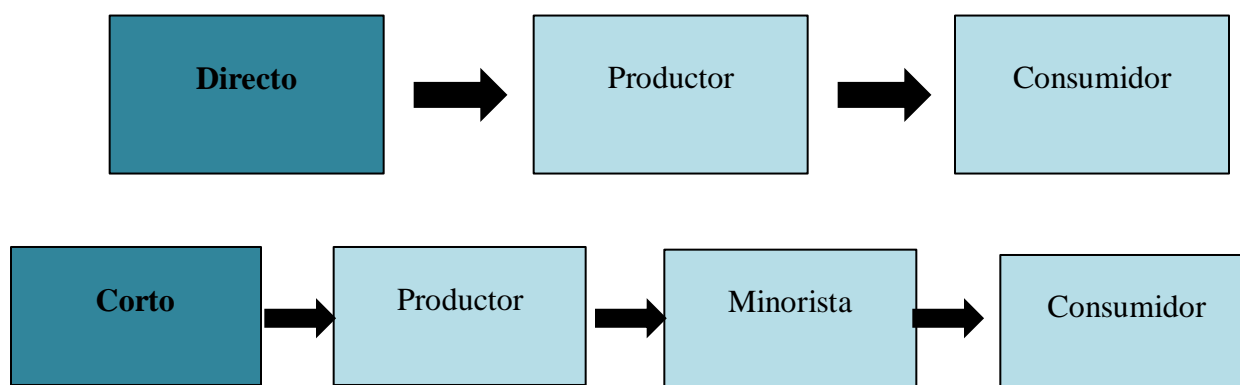 Directo
Productor
Consumidor
Corto
Productor
Minorista
Consumidor